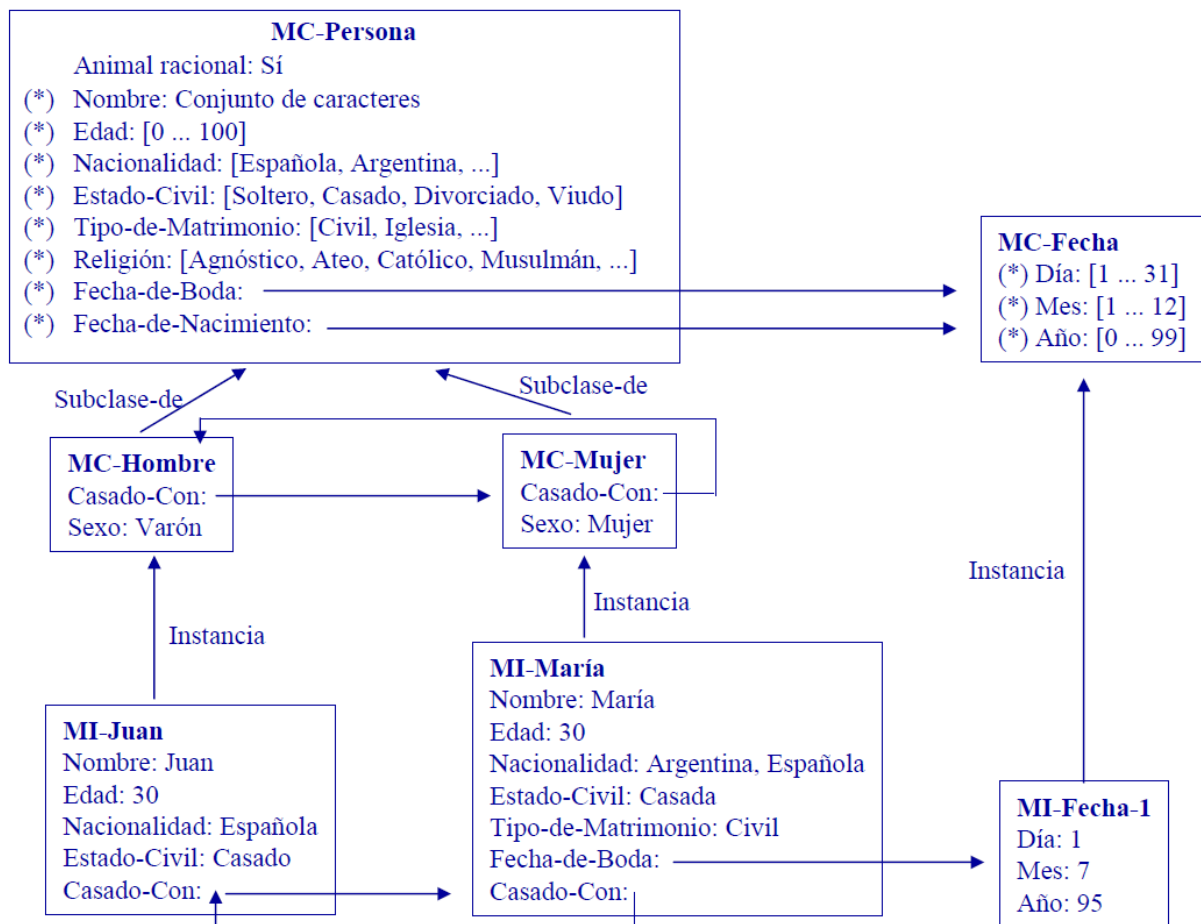 MC-Persona
Animal racional: Sí
(*) Nombre: Conjunto de caracteres
(*) Edad: [0 ... 100]
(*) Nacionalidad: [Española, Argentina, ...]
(*) Estado-Civil: [Soltero, Casado, Divorciado, Viudo]
(*) Tipo-de-Matrimonio: [Civil, Iglesia, ...]
(*) Religión: [Agnóstico, Ateo, Católico, Musulmán, ...]
(*) Fecha-de-Boda:
(*) Fecha-de-Nacimiento:
MC-Fecha
(*) Día: [1 ... 31]
(*) Mes: [1 ... 12]
(*) Año: [0 ... 99]
Subclase-de
Subclase-de
MC-Hombre
Casado-Con:
Sexo: Varón
MC-Mujer
Casado-Con:
Sexo: Mujer
Instancia
Instancia
Instancia
MI-Juan
Nombre: Juan
Edad: 30
Nacionalidad: Española
Estado-Civil: Casado
Casado-Con:
MI-María
Nombre: María
Edad: 30
Nacionalidad: Argentina, Española
Estado-Civil: Casada
Tipo-de-Matrimonio: Civil
Fecha-de-Boda:
Casado-Con:
MI-Fecha-1
Día: 1
Mes: 7
Año: 95